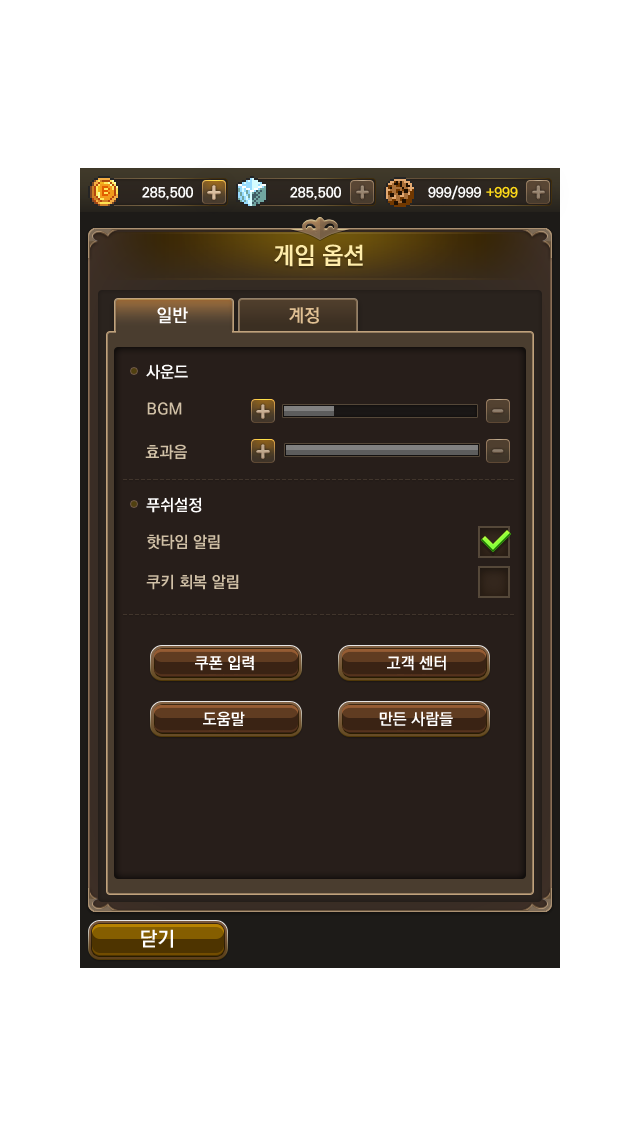 285,500 285,500 999/999 +999
게임 옵션
일반 계정
사운드
BGM
효과음
푸쉬설정
핫타임 알림
쿠키 회복 알림
쿠폰 입력 고객 센터
도움말 만든 사람들
닫기